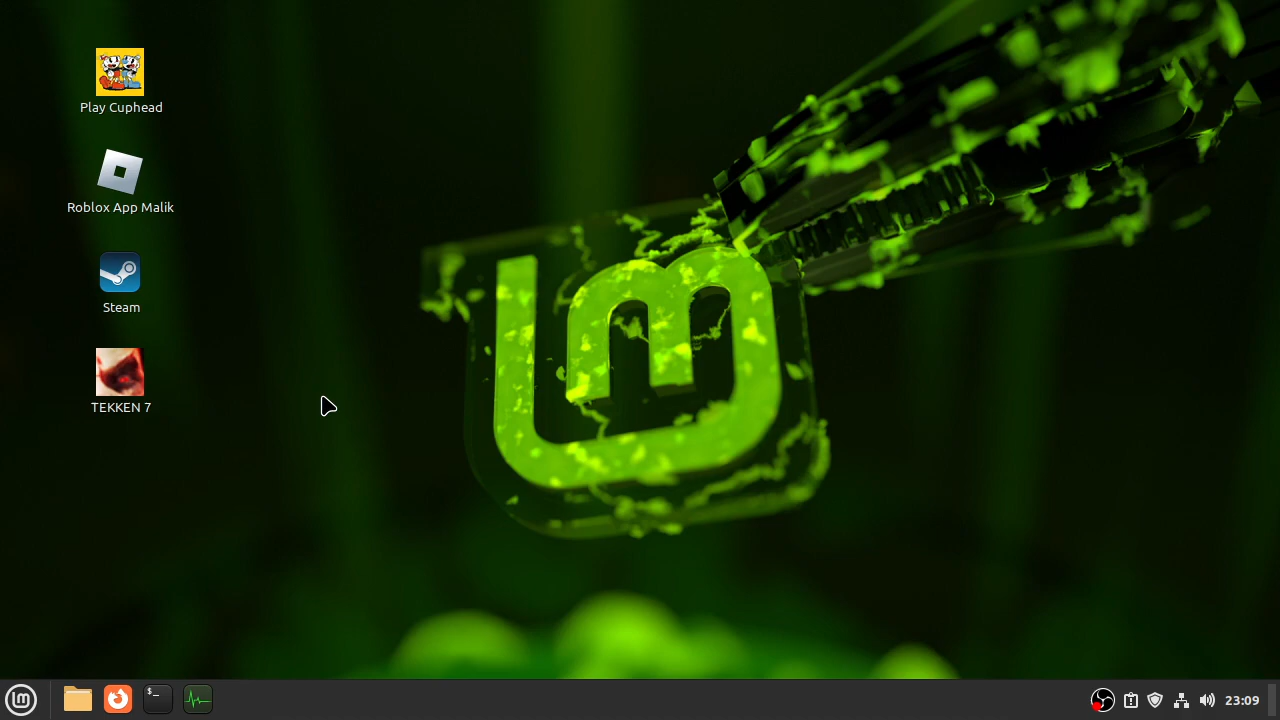 Play Cuphead
Roblox App Malik
Steam
TEKKEN 7
$_
23:09